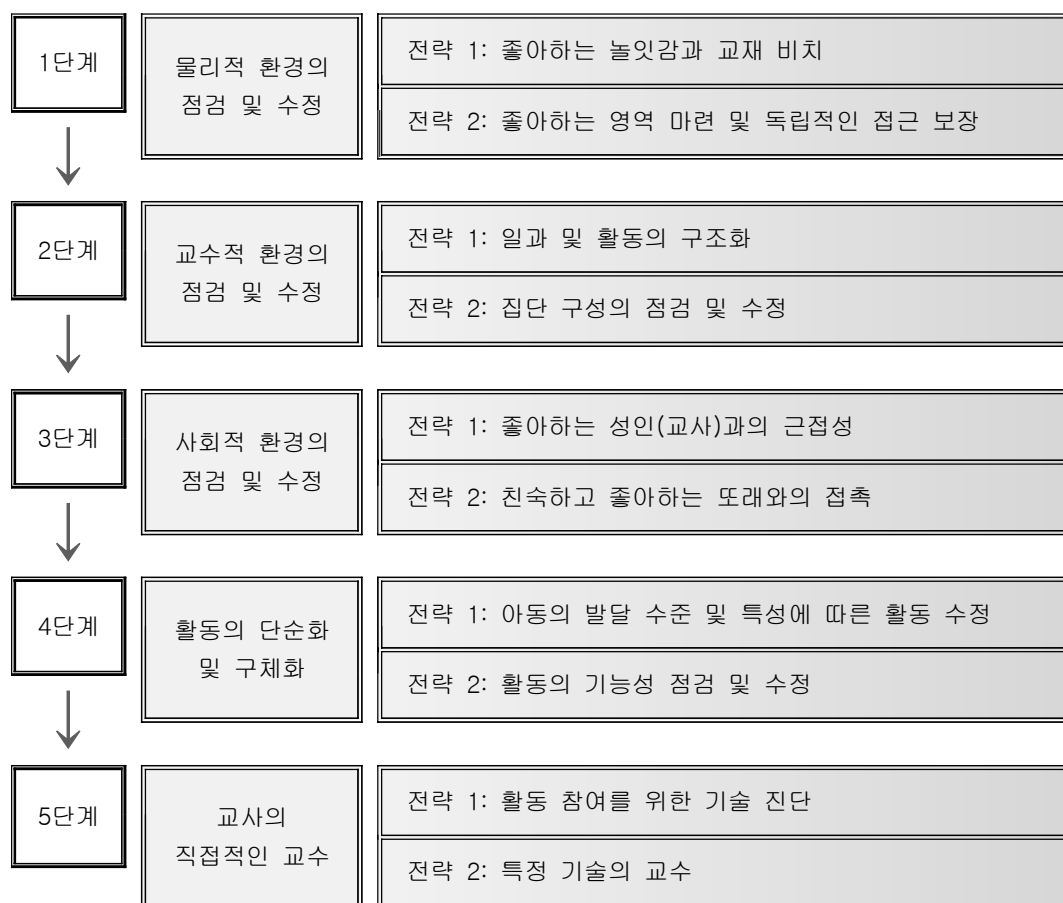 1단계
물리적 환경의
점검 및 수정
전략 1: 좋아하는 놀잇감과 교재 비치
전략 2: 좋아하는 영역 마련 및 독립적인 접근 보장
2단계
교수적 환경의
점검 및 수정
전략 1: 일과 및 활동의 구조화
전략 2: 집단 구성의 점검 및 수정
3단계
사회적 환경의
점검 및 수정
전략 1: 좋아하는 성인(교사)과의 근접성
전략 2: 친숙하고 좋아하는 또래와의 접촉
4단계
활동의 단순화
및 구체화
전략 1: 아동의 발달 수준 및 특성에 따른 활동 수정
전략 2: 활동의 기능성 점검 및 수정
5단계
교사의
직접적인 교수
전략 1: 활동 참여를 위한 기술 진단
전략 2: 특정 기술의 교수